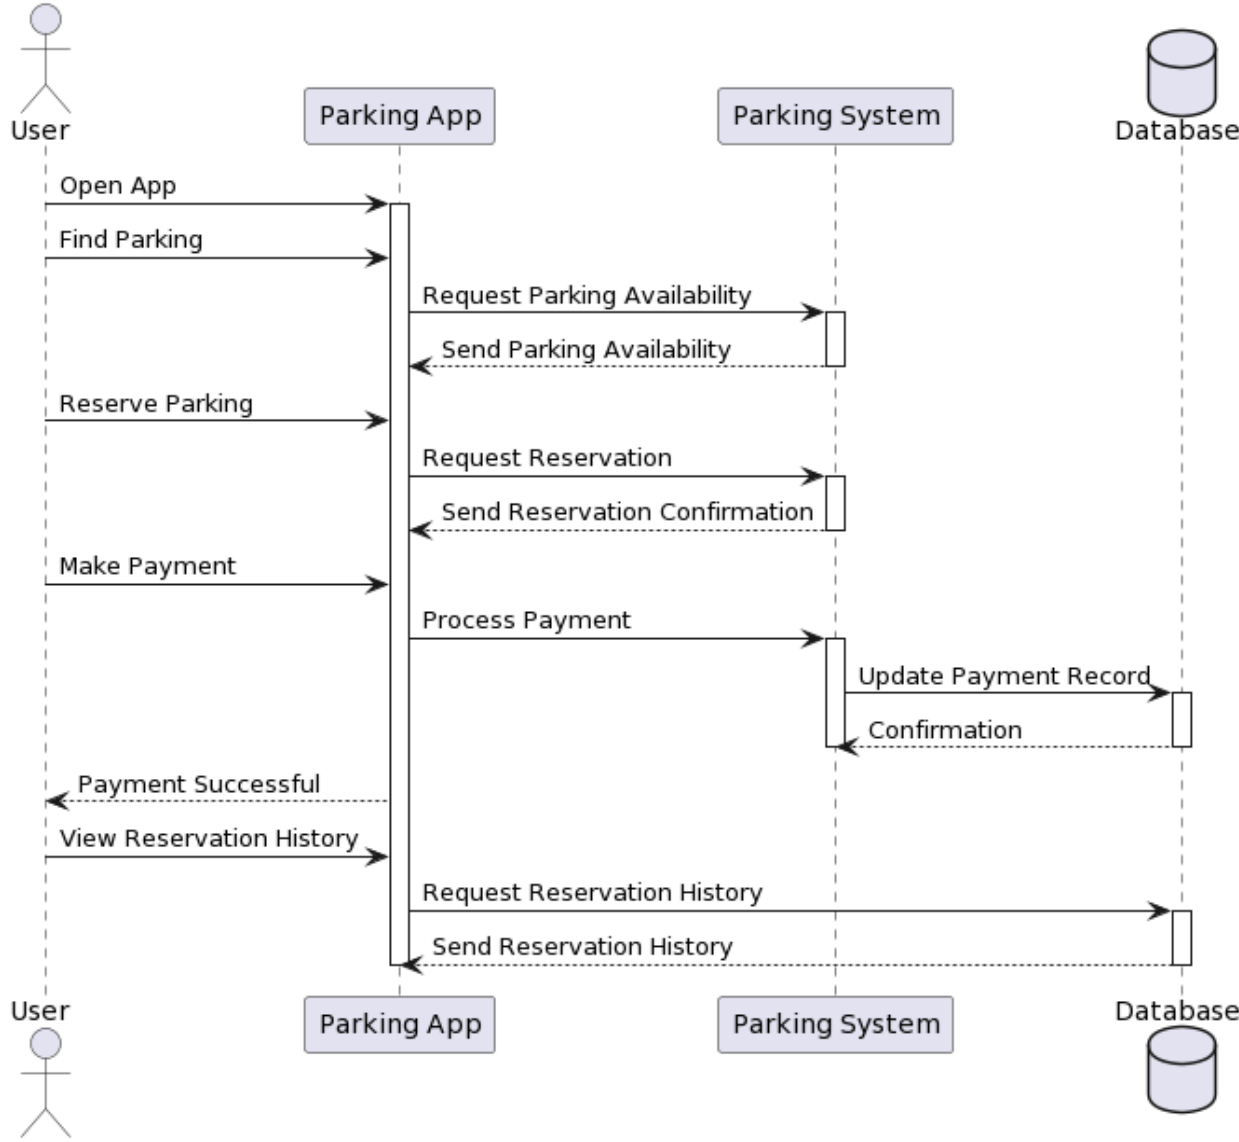 User
Parking App
Parking System
Database
Open App
Find Parking
Request Parking Availability
Send Parking Availability
Reserve Parking
Request Reservation
Send Reservation Confirmation
Make Payment
Process Payment
Update Payment Record
Confirmation
Payment Successful
View Reservation History
Request Reservation History
Send Reservation History
User
Parking App
Parking System
Database